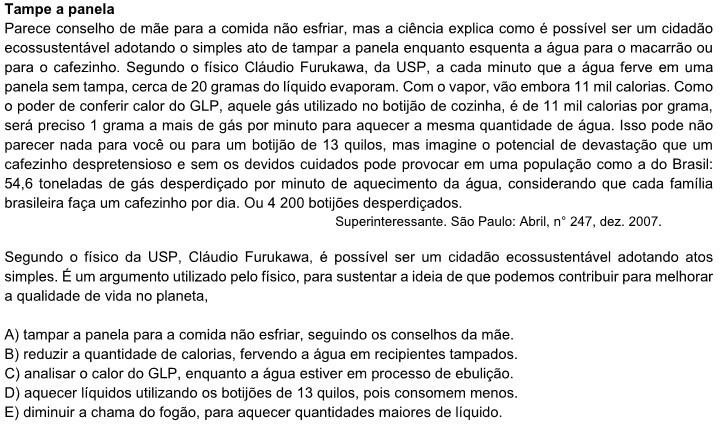 Tampe a panela
Parece conselho de mãe para a comida não esfriar, mas a ciência explica como é possível ser um cidadão
ecossustentável adotando o simples ato de tampar a panela enquanto esquenta a água para o macarrão ou
para o cafezinho. Segundo o físico Cláudio Furukawa, da USP, a cada minuto que a água ferve em uma
panela sem tampa, cerca de 20 gramas do líquido evaporam. Com o vapor, vão embora 11 mil calorias. Como
o poder de conferir calor do GLP, aquele gás utilizado no botijão de cozinha, é de 11 mil calorias por grama,
será preciso 1 grama a mais de gás por minuto para aquecer a mesma quantidade de água. Isso pode não
parecer nada para você ou para um botijão de 13 quilos, mas imagine o potencial de devastação que um
cafezinho despretensioso e sem os devidos cuidados pode provocar em uma população como a do Brasil:
54,6 toneladas de gás desperdiçado por minuto de aquecimento da água, considerando que cada família
brasileira faça um cafezinho por dia. Ou 4 200 botijões desperdiçados.
Superinteressante. São Paulo: Abril, n° 247, dez. 2007.
Segundo o físico da USP, Cláudio Furukawa, é possível ser um cidadão ecossustentável adotando atos
simples. É um argumento utilizado pelo físico, para sustentar a ideia de que podemos contribuir para melhorar
a qualidade de vida no planeta,
A) tampar a panela para a comida não esfriar, seguindo os conselhos da mãe.
B) reduzir a quantidade de calorias, fervendo a água em recipientes tampados.
C) analisar o calor do GLP, enquanto a água estiver em processo de ebulição.
D) aquecer líquidos utilizando os botijões de 13 quilos, pois consomem menos.
E) diminuir a chama do fogão, para aquecer quantidades maiores de líquido.